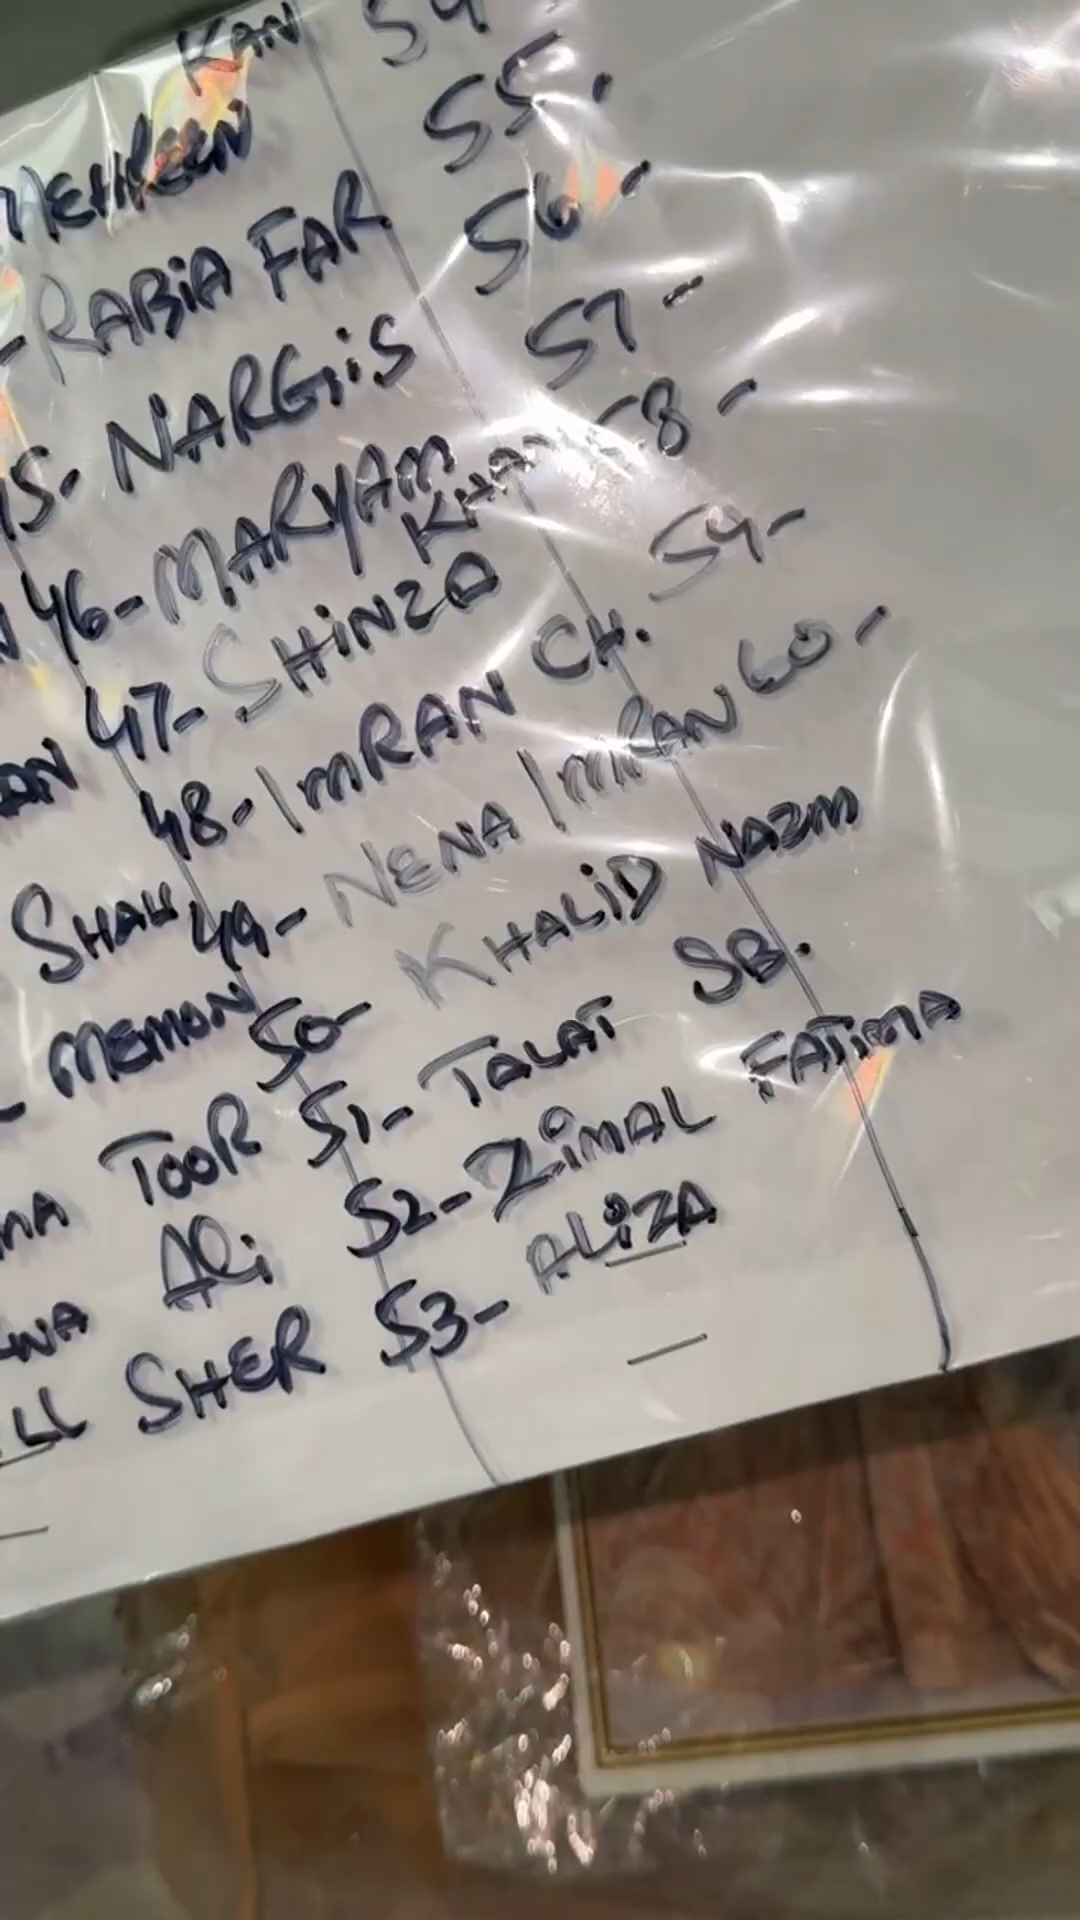 KAN 54
MEHREEN 55.
-RABIA FAR 56-
45- NARGIS 57-
46- MARYAM KHAN 58-
47- SHINZA 59-
48- IMRAN CH. 60-
SHAH 49- NENA IMRAN
MEMON 50- KHALID NAZM
TOOR 51- TALAT SB.
ALI 52- ZIMAL FATIMA
SHER 53- ALIZA